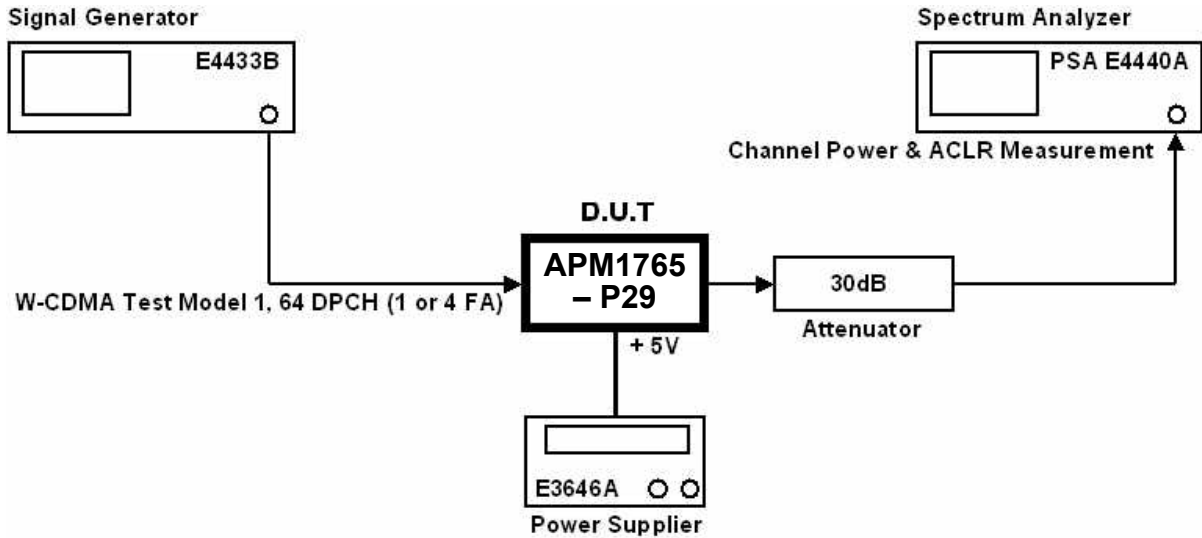 Signal Generator
E4433B
Spectrum Analyzer
PSA E4440A
Channel Power & ACLR Measurement
D.U.T
APM1765
– P29
W-CDMA Test Model 1, 64 DPCH (1 or 4 FA)
30dB
Attenuator
+ 5V
E3646A
Power Supplier